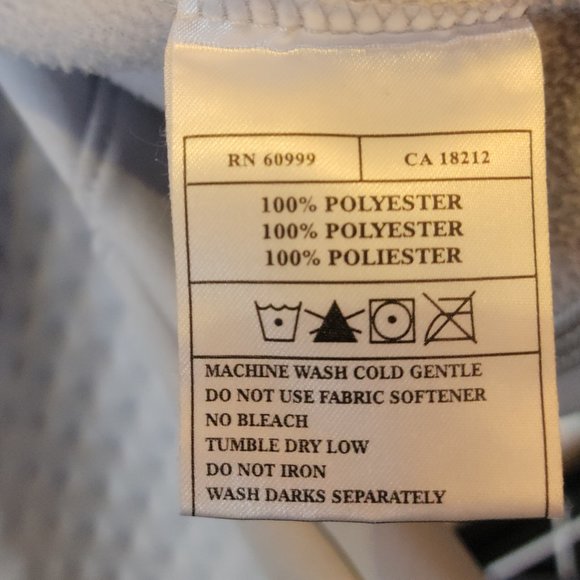 RN 60999 CA 18212
100% POLYESTER
100% POLYESTER
100% POLIESTER
MACHINE WASH COLD GENTLE
DO NOT USE FABRIC SOFTENER
NO BLEACH
TUMBLE DRY LOW
DO NOT IRON
WASH DARKS SEPARATELY